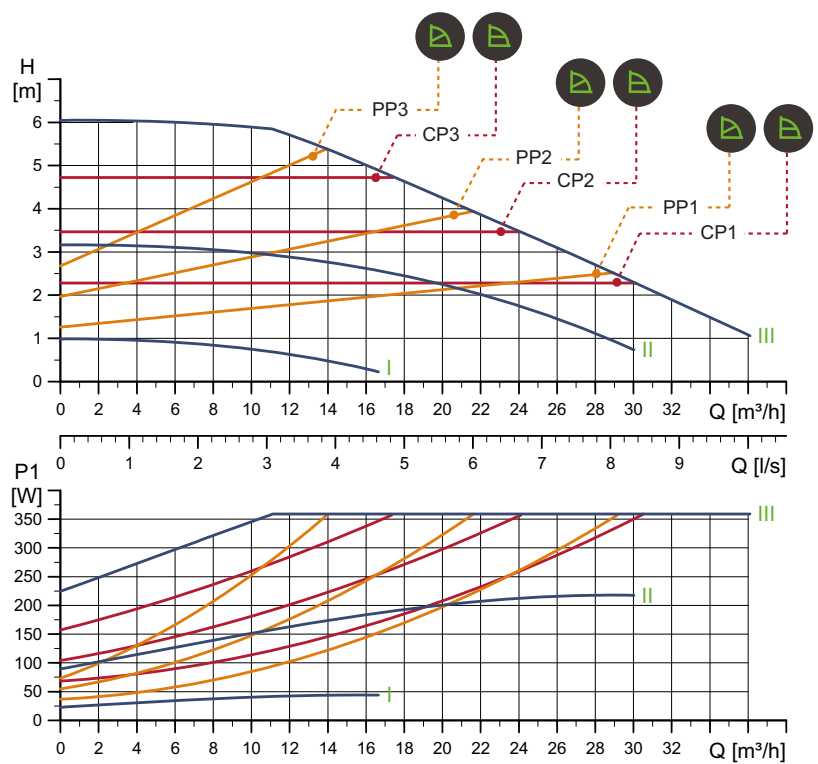 H
[m]
PP3
CP3
PP2
CP2
PP1
CP1
6
5
4
3
2
1
0
III
II
I
0 2 4 6 8 10 12 14 16 18 20 22 24 26 28 30 32 Q [m³/h]
0 1 2 3 4 5 6 7 8 9 Q [l/s]
P1
[W]
350
300
250
200
150
100
50
0
III
II
I
0 2 4 6 8 10 12 14 16 18 20 22 24 26 28 30 32 Q [m³/h]